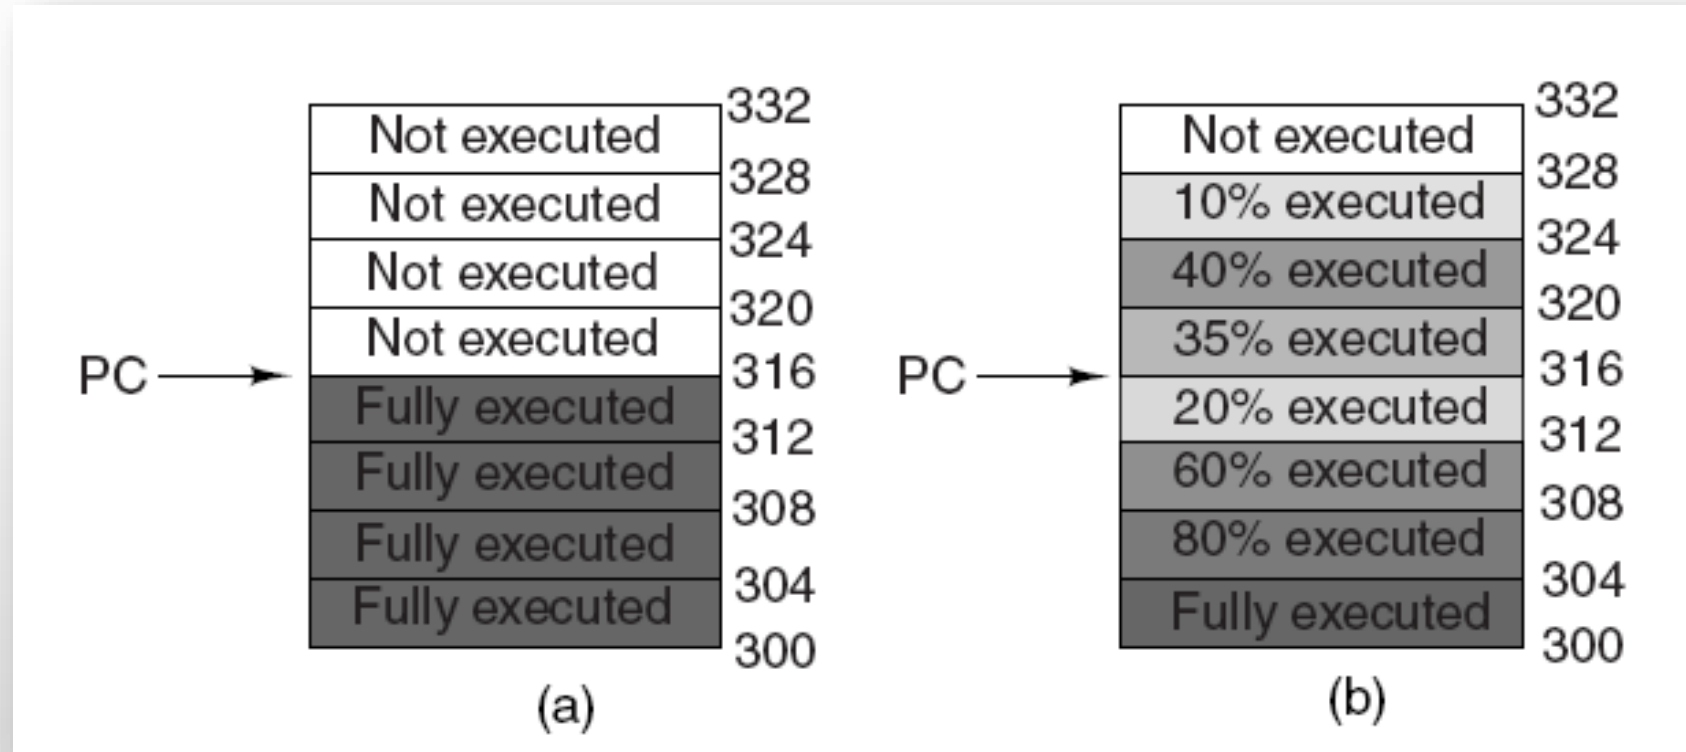 332
Not executed
328
Not executed
324
Not executed
320
Not executed
PC
316
Fully executed
312
Fully executed
308
Fully executed
304
Fully executed
300
(a)
332
Not executed
328
10% executed
324
40% executed
320
35% executed
PC
316
20% executed
312
60% executed
308
80% executed
304
Fully executed
300
(b)